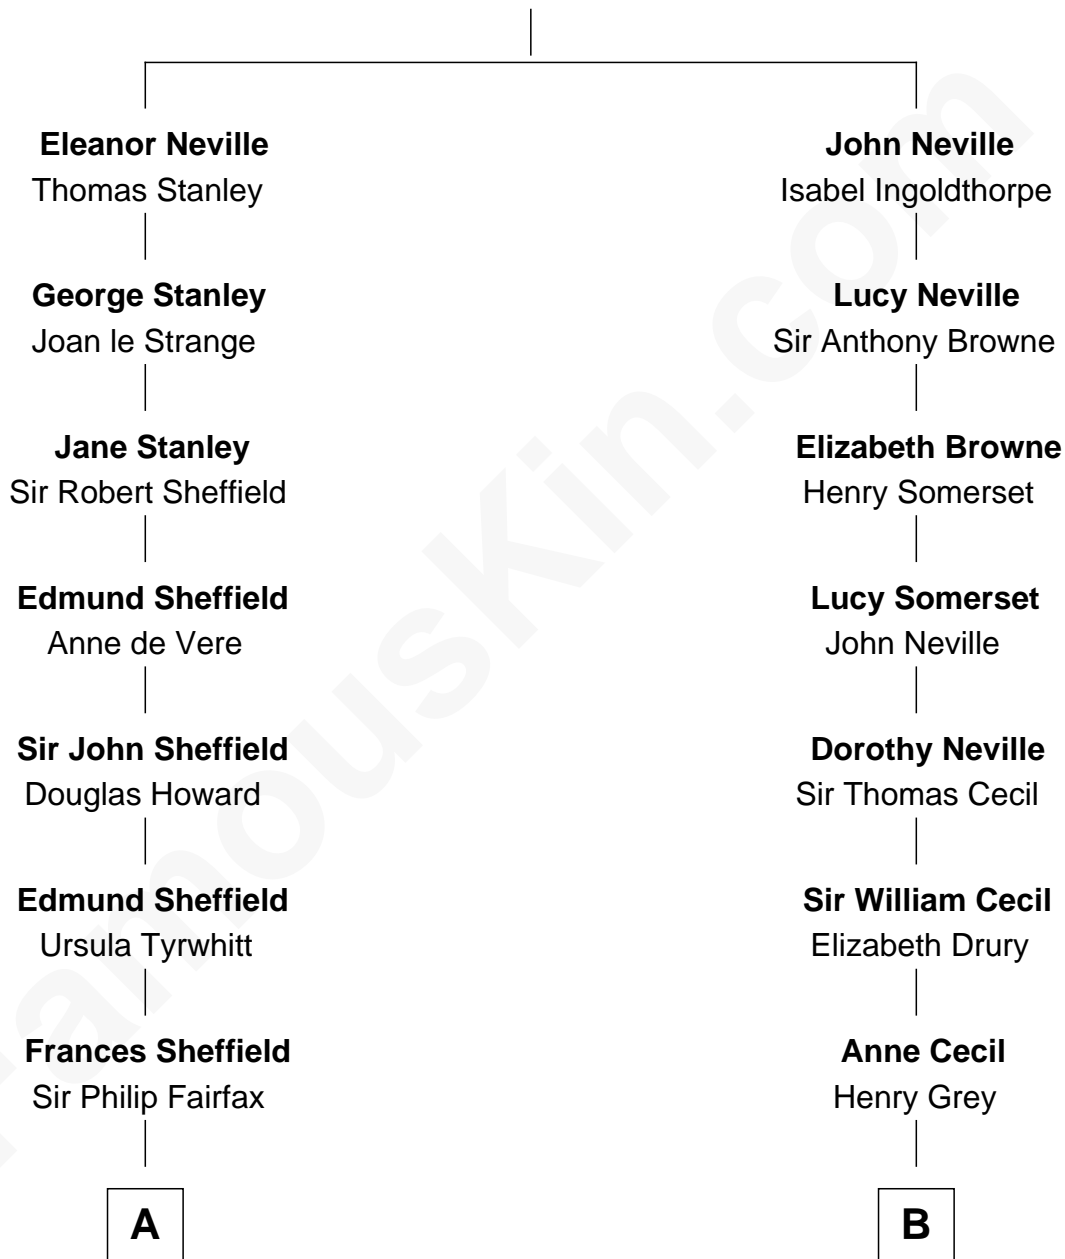 Eleanor Neville
Thomas Stanley
George Stanley
Joan le Strange
Jane Stanley
Sir Robert Sheffield
Edmund Sheffield
Anne de Vere
Sir John Sheffield
Douglas Howard
Edmund Sheffield
Ursula Tyrwhitt
Frances Sheffield
Sir Philip Fairfax
A
John Neville
Isabel Ingoldthorpe
Lucy Neville
Sir Anthony Browne
Elizabeth Browne
Henry Somerset
Lucy Somerset
John Neville
Dorothy Neville
Sir Thomas Cecil
Sir William Cecil
Elizabeth Drury
Anne Cecil
Henry Grey
B
FamousKin.com